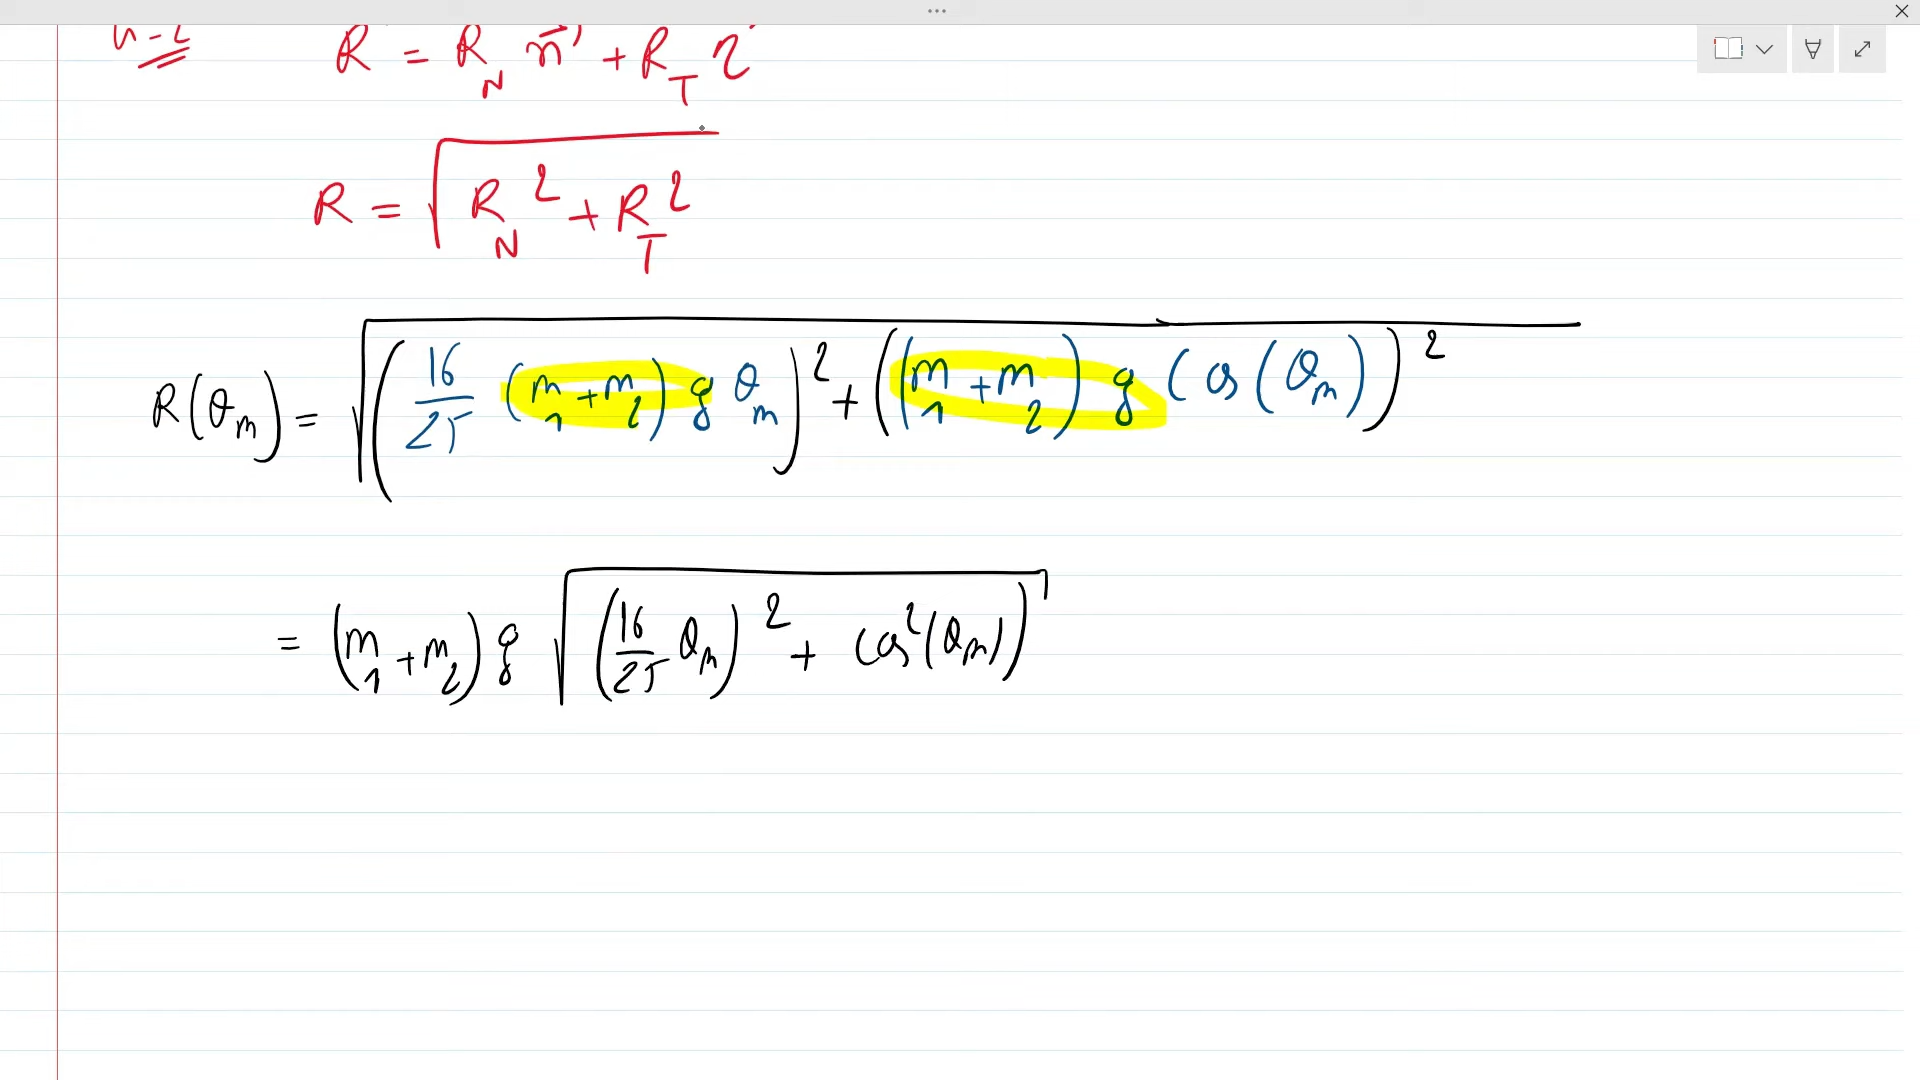 R = R_N n⃗ + R_T τ
R = √(R_N² + R_T²)
R(θ_m) = √((16/25 (m_1+m_2) g θ_m)² + ((m_1+m_2) g (cos(θ_m))²
= (m_1+m_2) g √((16/25 θ_m)² + cos²(θ_m))